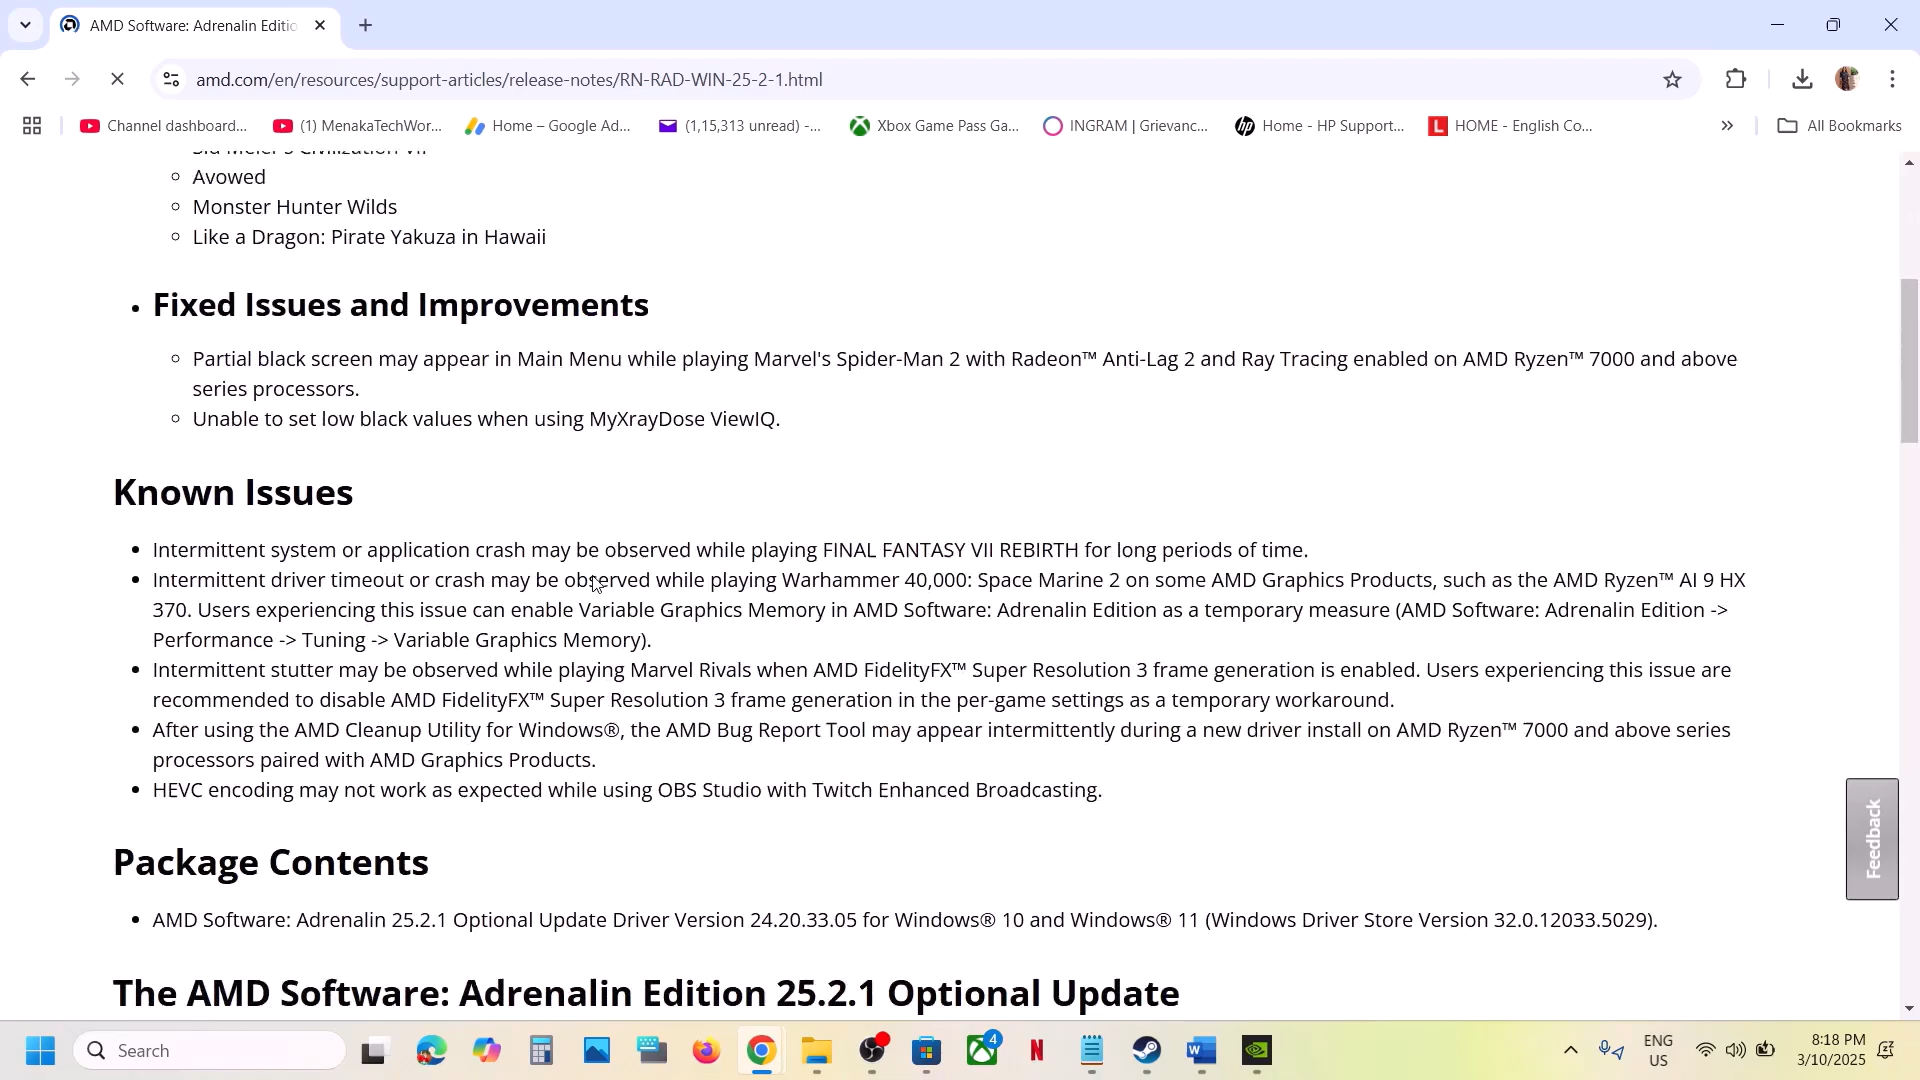 AMD Software: Adrenalin Editio
amd.com/en/resources/support-articles/release-notes/RN-RAD-WIN-25-2-1.html
Channel dashboard...
(1) MenakaTechWor...
Home – Google Ad...
(1,15,313 unread) -...
Xbox Game Pass Ga...
INGRAM | Grievanc...
Home - HP Support...
HOME - English Co...
All Bookmarks
Sid Meier's Civilization VII
Avowed
Monster Hunter Wilds
Like a Dragon: Pirate Yakuza in Hawaii
Fixed Issues and Improvements
Partial black screen may appear in Main Menu while playing Marvel's Spider-Man 2 with Radeon™ Anti-Lag 2 and Ray Tracing enabled on AMD Ryzen™ 7000 and above
series processors.
Unable to set low black values when using MyXrayDose ViewIQ.
Known Issues
Intermittent system or application crash may be observed while playing FINAL FANTASY VII REBIRTH for long periods of time.
Intermittent driver timeout or crash may be observed while playing Warhammer 40,000: Space Marine 2 on some AMD Graphics Products, such as the AMD Ryzen™ AI 9 HX
370. Users experiencing this issue can enable Variable Graphics Memory in AMD Software: Adrenalin Edition as a temporary measure (AMD Software: Adrenalin Edition ->
Performance -> Tuning -> Variable Graphics Memory).
Intermittent stutter may be observed while playing Marvel Rivals when AMD FidelityFX™ Super Resolution 3 frame generation is enabled. Users experiencing this issue are
recommended to disable AMD FidelityFX™ Super Resolution 3 frame generation in the per-game settings as a temporary workaround.
After using the AMD Cleanup Utility for Windows®, the AMD Bug Report Tool may appear intermittently during a new driver install on AMD Ryzen™ 7000 and above series
processors paired with AMD Graphics Products.
HEVC encoding may not work as expected while using OBS Studio with Twitch Enhanced Broadcasting.
Feedback
Package Contents
AMD Software: Adrenalin 25.2.1 Optional Update Driver Version 24.20.33.05 for Windows® 10 and Windows® 11 (Windows Driver Store Version 32.0.12033.5029).
The AMD Software: Adrenalin Edition 25.2.1 Optional Update
Search
4
ENG
US
8:18 PM
3/10/2025